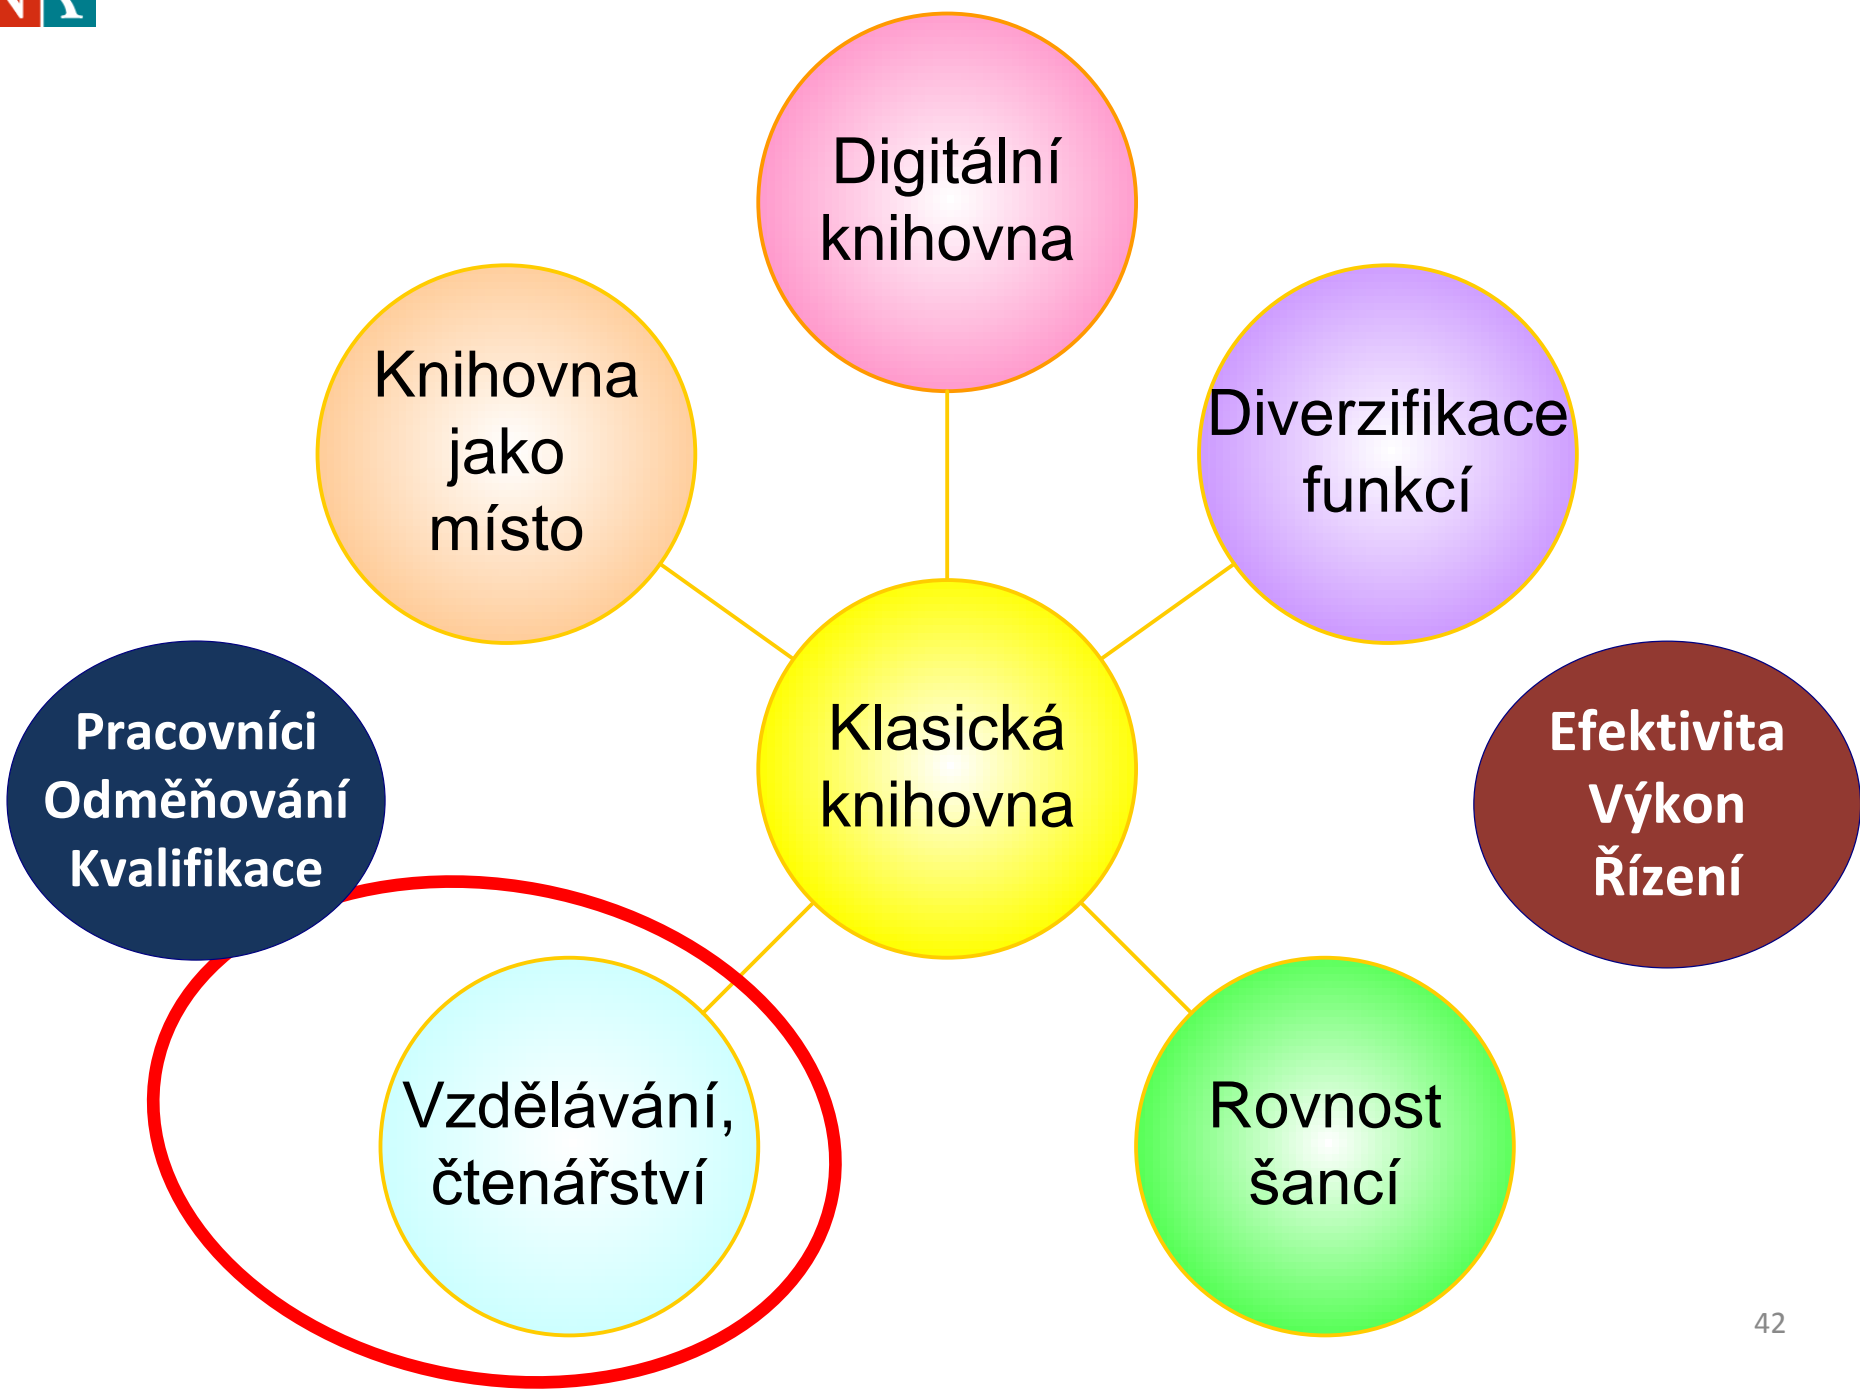 Digitální
knihovna
Knihovna
jako
místo
Diverzifikace
funkcí
Pracovníci
Odměňování
Kvalifikace
Klasická
knihovna
Efektivita
Výkon
Řízení
Vzdělávání,
čtenářství
Rovnost
šancí
42